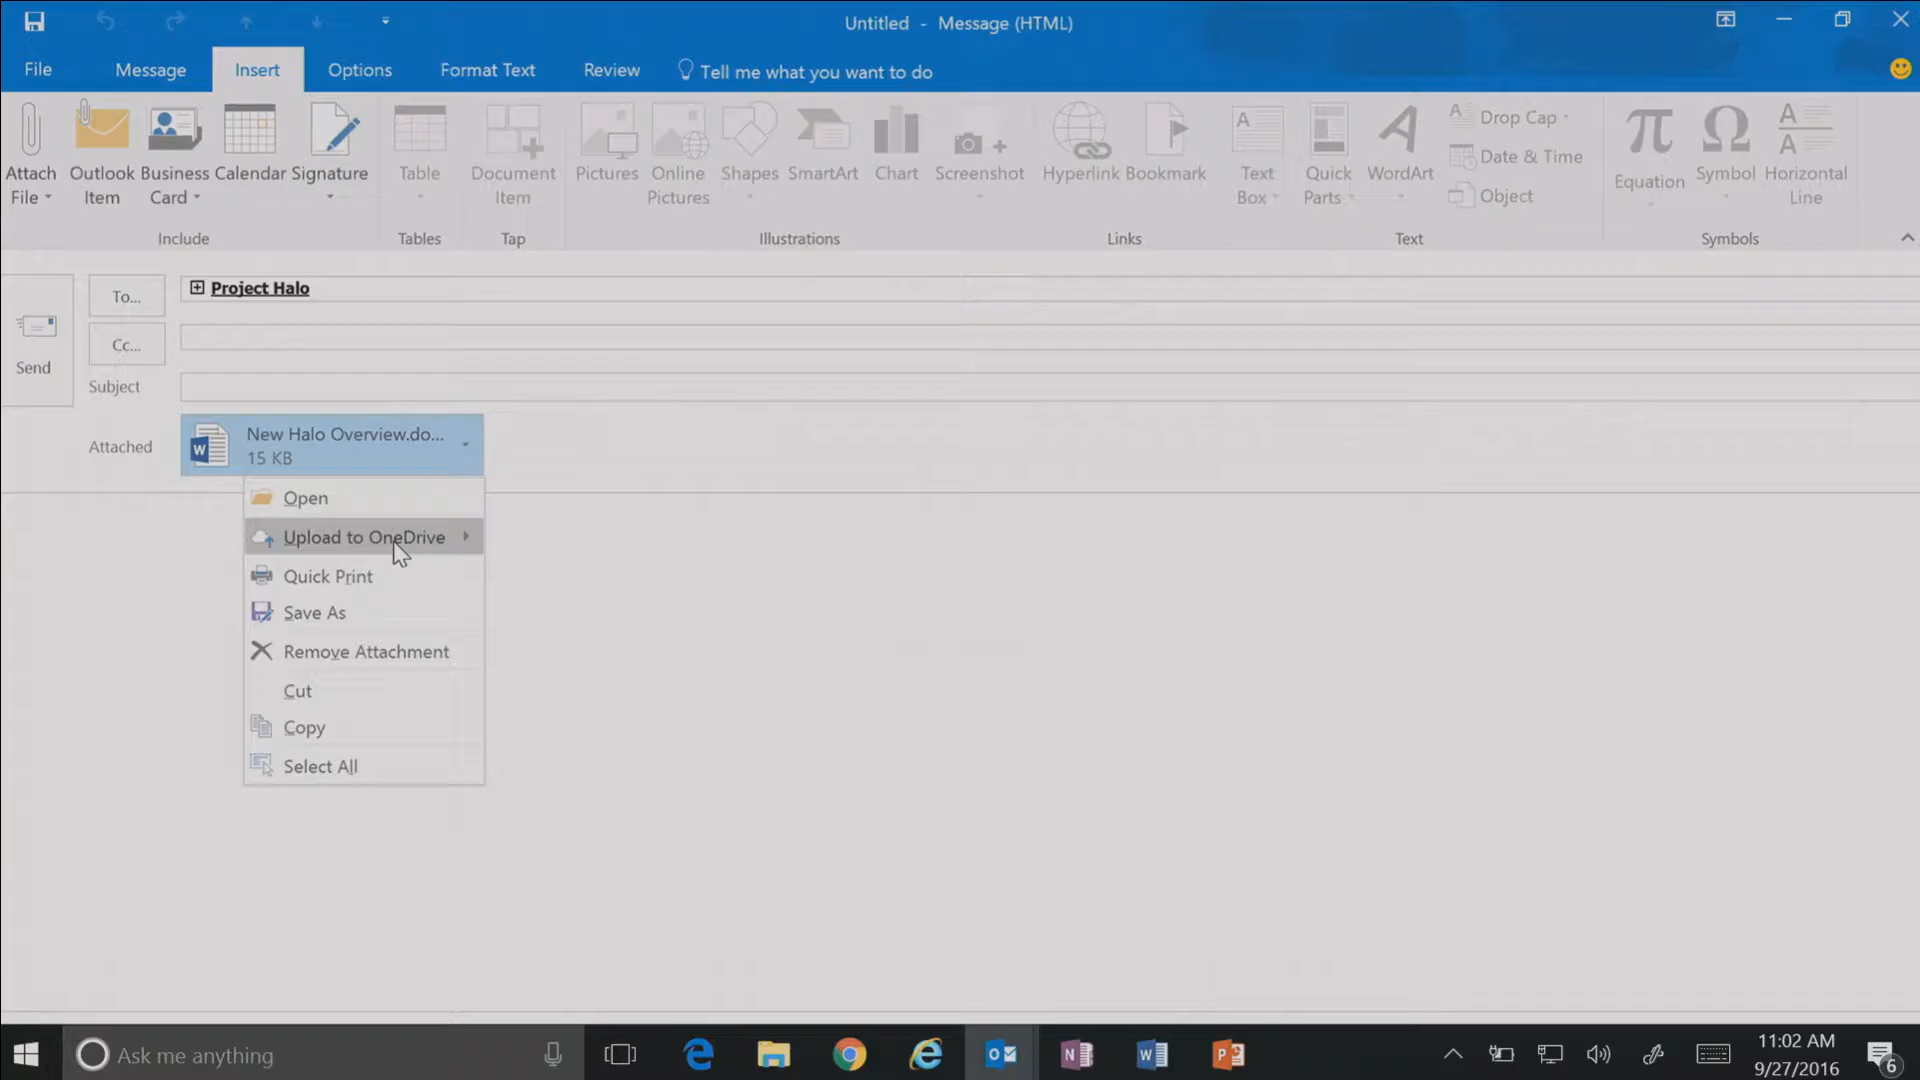 Untitled - Message (HTML)
File Message Insert Options Format Text Review Tell me what you want to do
Attach File
Outlook Item
Business Card
Calendar
Signature
Table
Document Item
Pictures
Online Pictures
Shapes
SmartArt
Chart
Screenshot
Hyperlink
Bookmark
Text Box
Quick Parts
WordArt
Drop Cap
Date & Time
Object
Equation
Symbol
Horizontal Line
Include Tables Tap Illustrations Links Text Symbols
Send
To... Project Halo
Cc...
Subject
Attached
New Halo Overview.do...
15 KB
Open
Upload to OneDrive
Quick Print
Save As
Remove Attachment
Cut
Copy
Select All
Ask me anything
11:02 AM
9/27/2016
6